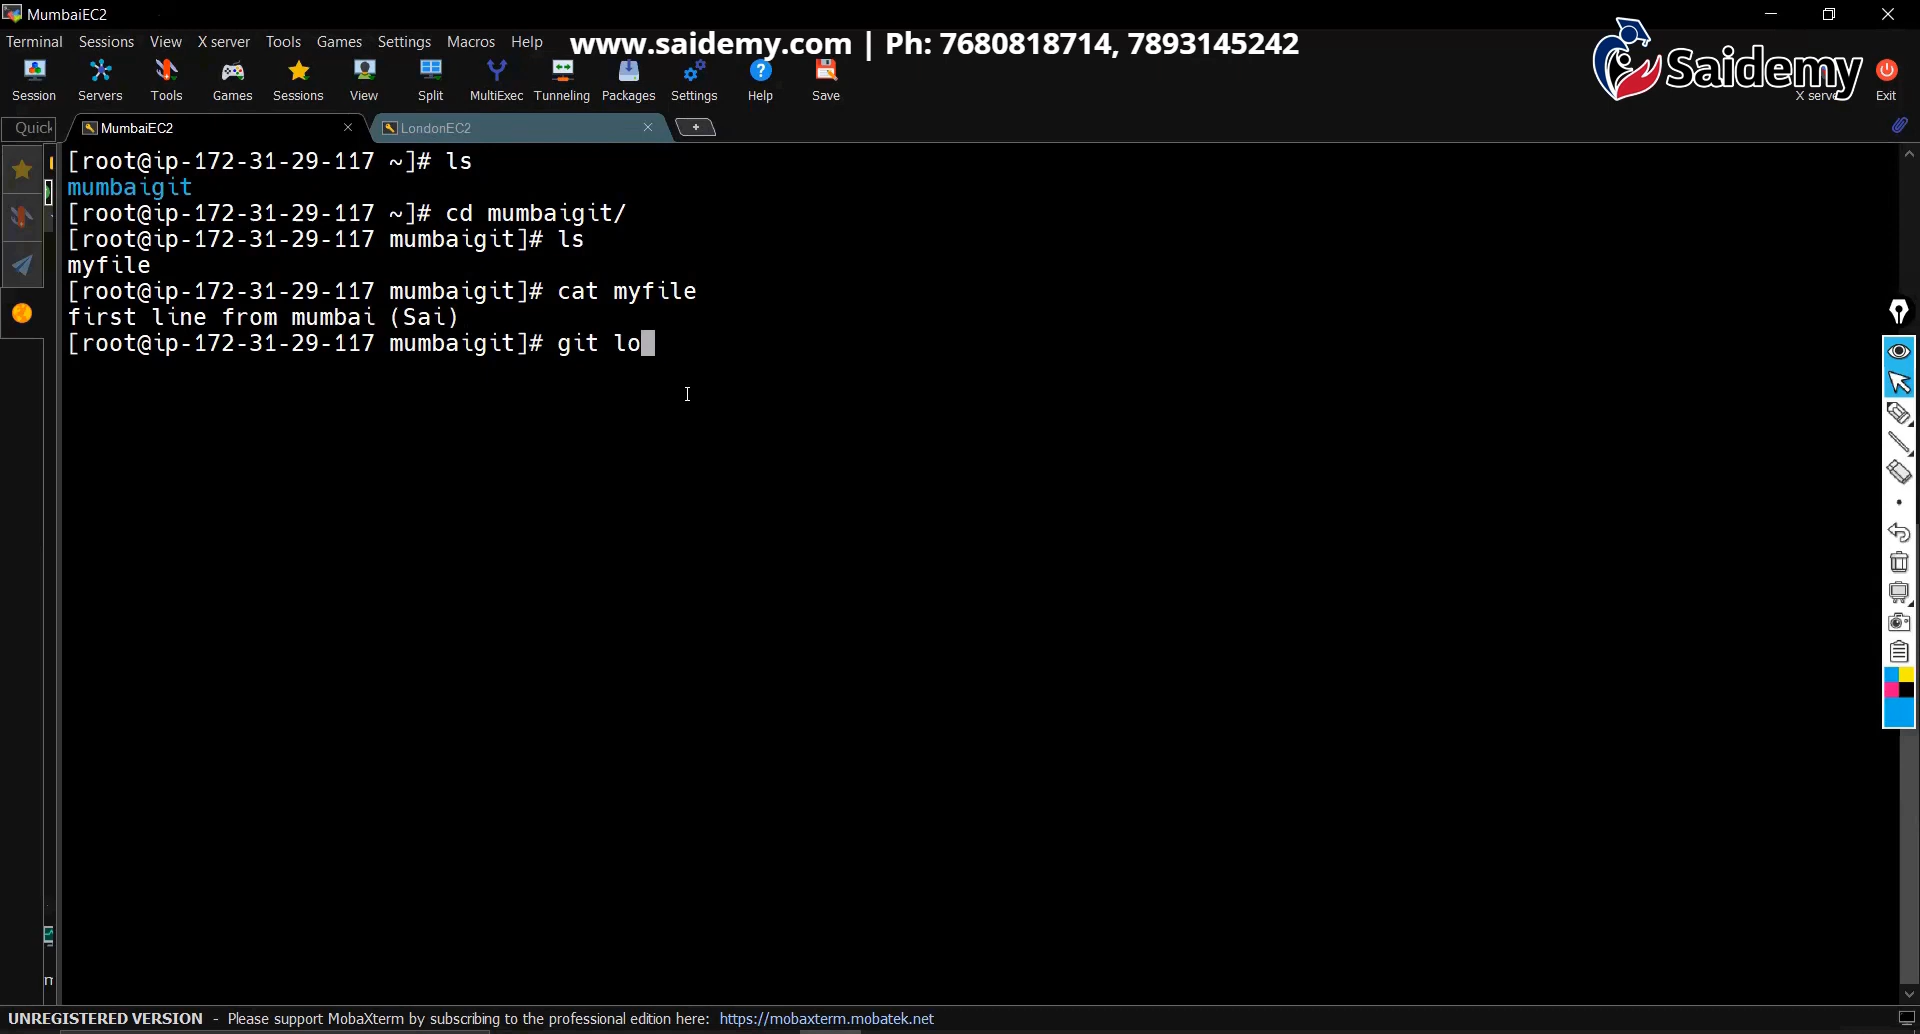 MumbaiEC2
Terminal Sessions View X server Tools Games Settings Macros Help
www.saidemy.com | Ph: 7680818714, 7893145242
Saidemy
Session Servers Tools Games Sessions View Split MultiExec Tunneling Packages Settings Help Save X serve Exit
Quick MumbaiEC2 LondonEC2
[root@ip-172-31-29-117 ~]# ls
mumbaigit
[root@ip-172-31-29-117 ~]# cd mumbaigit/
[root@ip-172-31-29-117 mumbaigit]# ls
myfile
[root@ip-172-31-29-117 mumbaigit]# cat myfile
first line from mumbai (Sai)
[root@ip-172-31-29-117 mumbaigit]# git lo
UNREGISTERED VERSION - Please support MobaXterm by subscribing to the professional edition here: https://mobaxterm.mobatek.net